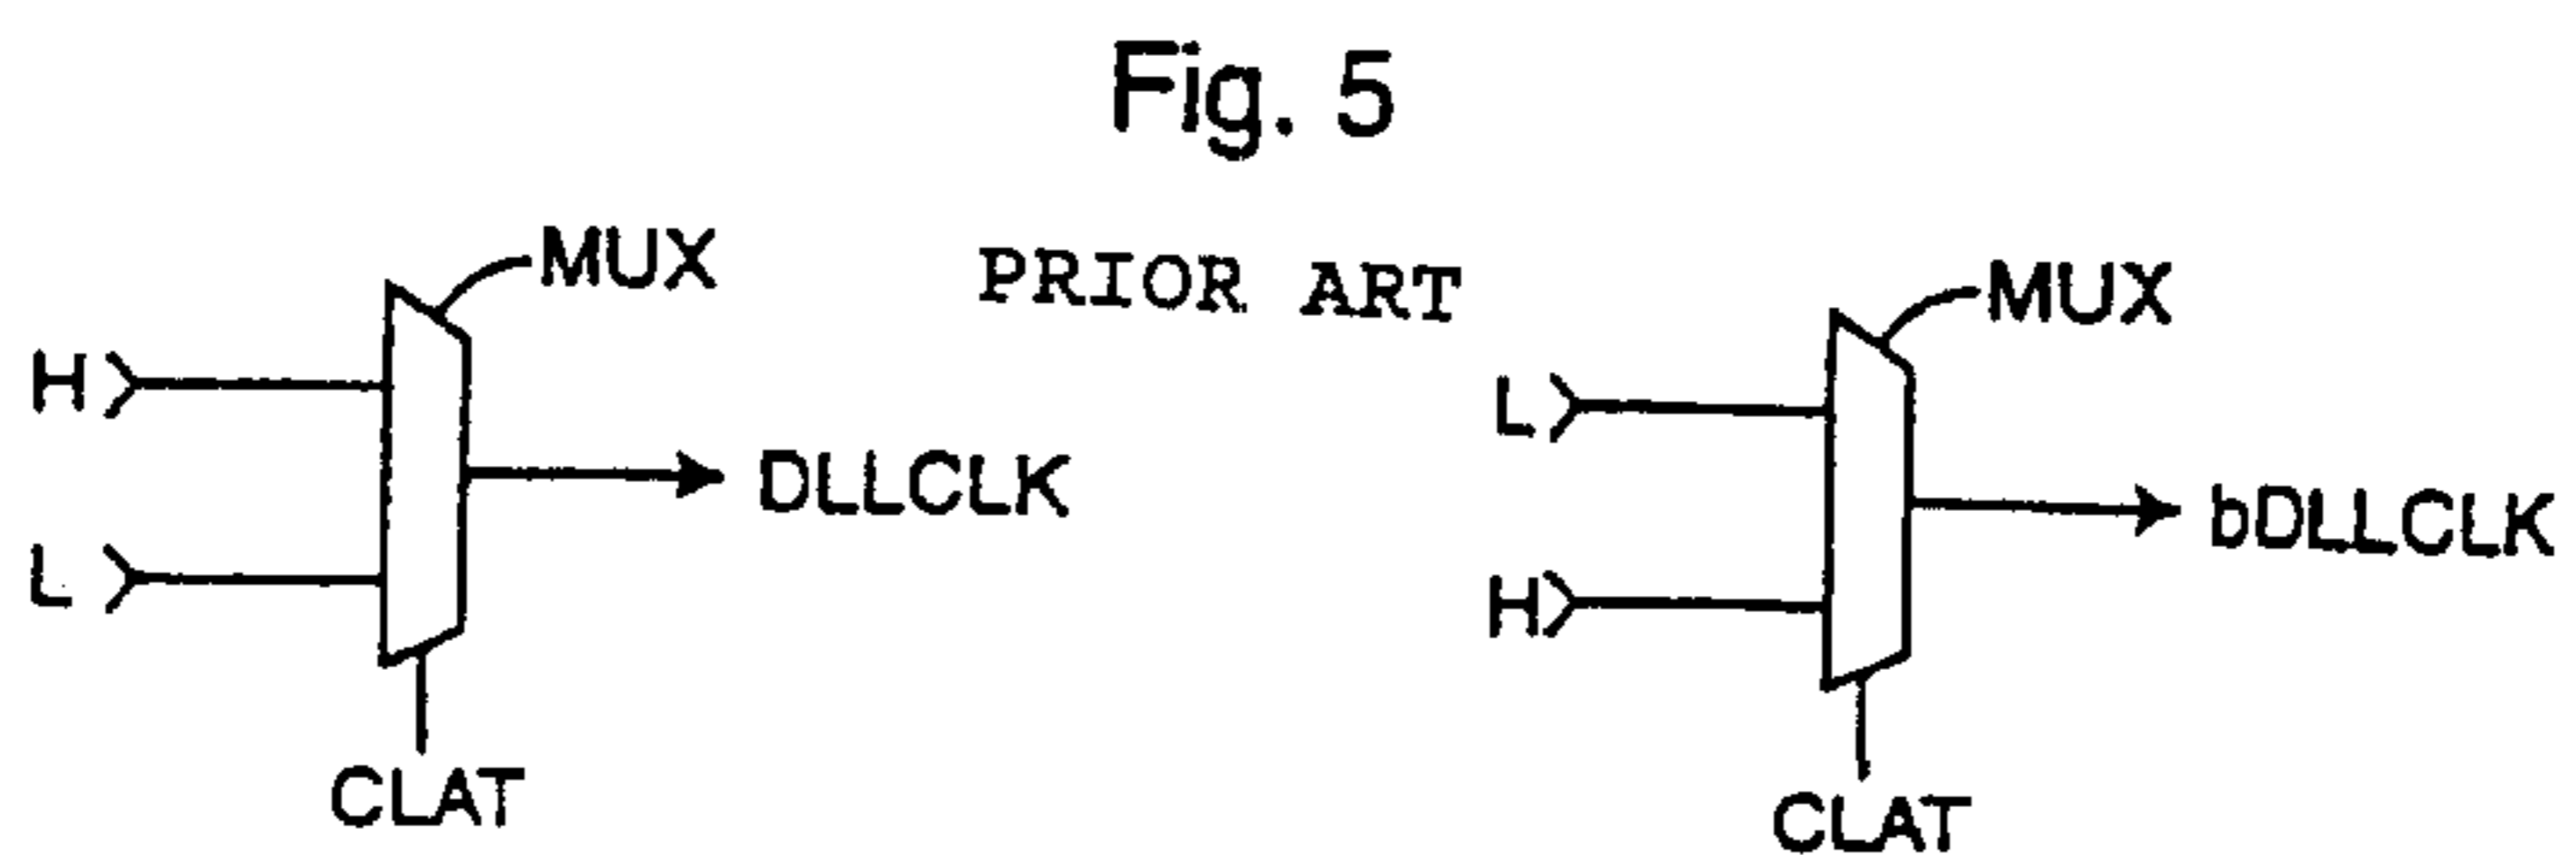 Fig. 5
PRIOR ART
MUX
H
L
DLLCLK
CLAT
MUX
L
H
bDLLCLK
CLAT